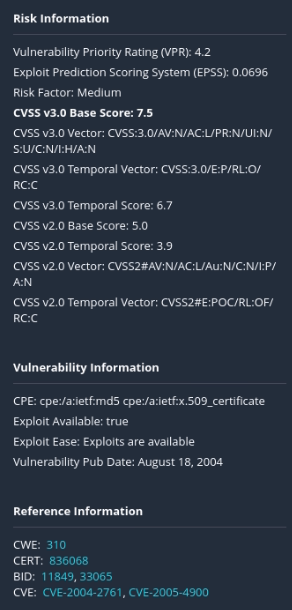 Risk Information
Vulnerability Priority Rating (VPR): 4.2
Exploit Prediction Scoring System (EPSS): 0.0696
Risk Factor: Medium
CVSS v3.0 Base Score: 7.5
CVSS v3.0 Vector: CVSS:3.0/AV:N/AC:L/PR:N/UI:N/
S:U/C:N/I:H/A:N
CVSS v3.0 Temporal Vector: CVSS:3.0/E:P/RL:O/
RC:C
CVSS v3.0 Temporal Score: 6.7
CVSS v2.0 Base Score: 5.0
CVSS v2.0 Temporal Score: 3.9
CVSS v2.0 Vector: CVSS2#AV:N/AC:L/Au:N/C:N/I:P/
A:N
CVSS v2.0 Temporal Vector: CVSS2#E:POC/RL:OF/
RC:C
Vulnerability Information
CPE: cpe:/a:ietf:md5 cpe:/a:ietf:x.509_certificate
Exploit Available: true
Exploit Ease: Exploits are available
Vulnerability Pub Date: August 18, 2004
Reference Information
CWE: 310
CERT: 836068
BID: 11849, 33065
CVE: CVE-2004-2761, CVE-2005-4900